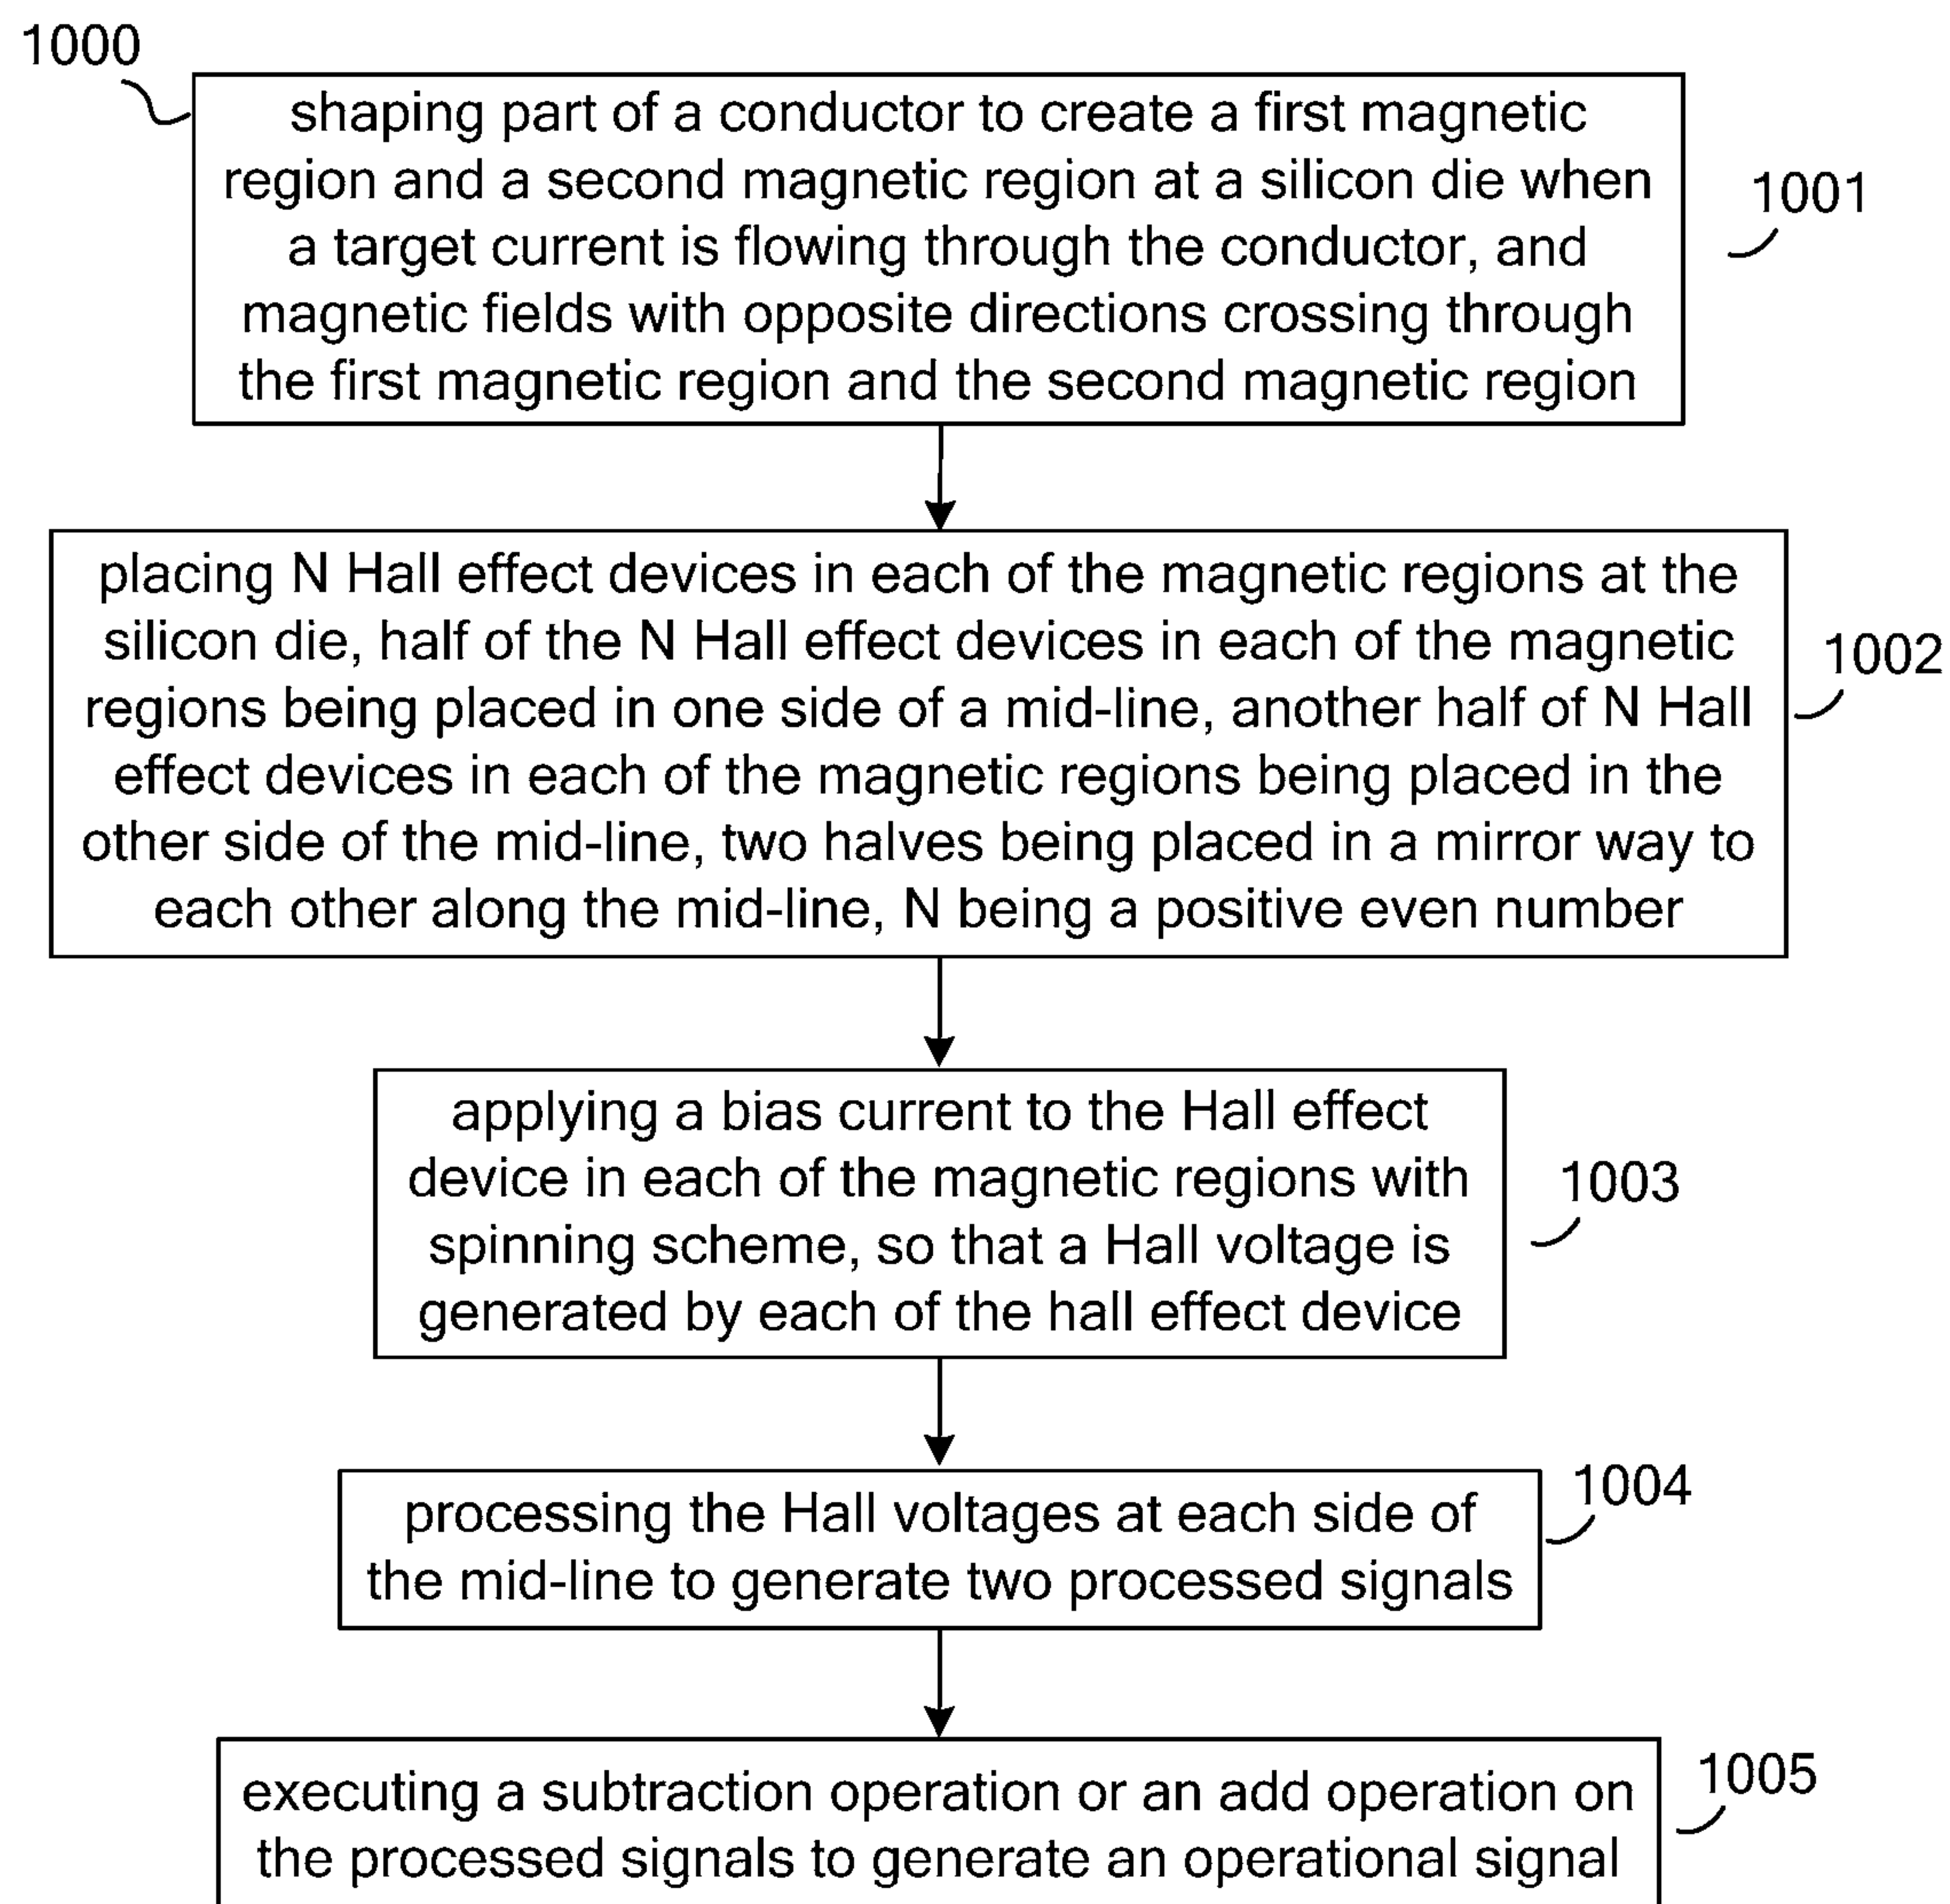 1000
shaping part of a conductor to create a first magnetic
region and a second magnetic region at a silicon die when
a target current is flowing through the conductor, and
magnetic fields with opposite directions crossing through
the first magnetic region and the second magnetic region
1001
placing N Hall effect devices in each of the magnetic regions at the
silicon die, half of the N Hall effect devices in each of the magnetic
regions being placed in one side of a mid-line, another half of N Hall
effect devices in each of the magnetic regions being placed in the
other side of the mid-line, two halves being placed in a mirror way to
each other along the mid-line, N being a positive even number
1002
applying a bias current to the Hall effect
device in each of the magnetic regions with
spinning scheme, so that a Hall voltage is
generated by each of the hall effect device
1003
processing the Hall voltages at each side of
the mid-line to generate two processed signals
1004
executing a subtraction operation or an add operation on
the processed signals to generate an operational signal
1005